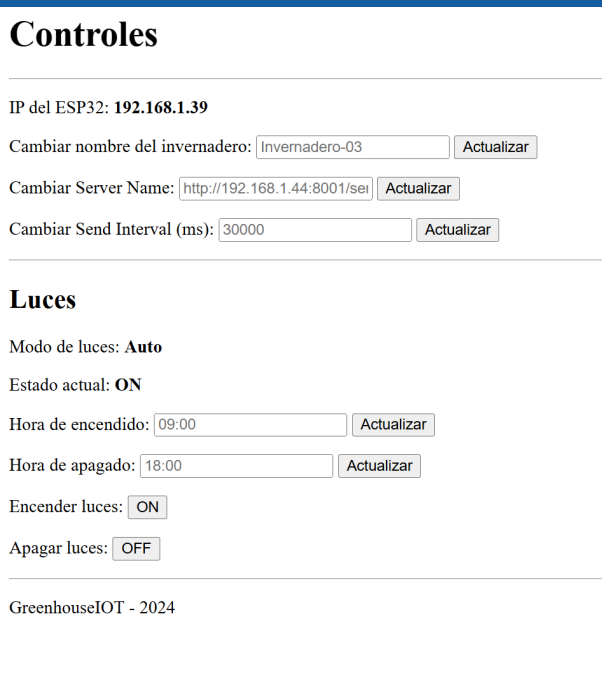 Controles
IP del ESP32: 192.168.1.39
Cambiar nombre del invernadero: Invernadero-03 Actualizar
Cambiar Server Name: http://192.168.1.44:8001/ser Actualizar
Cambiar Send Interval (ms): 30000 Actualizar
Luces
Modo de luces: Auto
Estado actual: ON
Hora de encendido: 09:00 Actualizar
Hora de apagado: 18:00 Actualizar
Encender luces: ON
Apagar luces: OFF
GreenhouseIOT - 2024